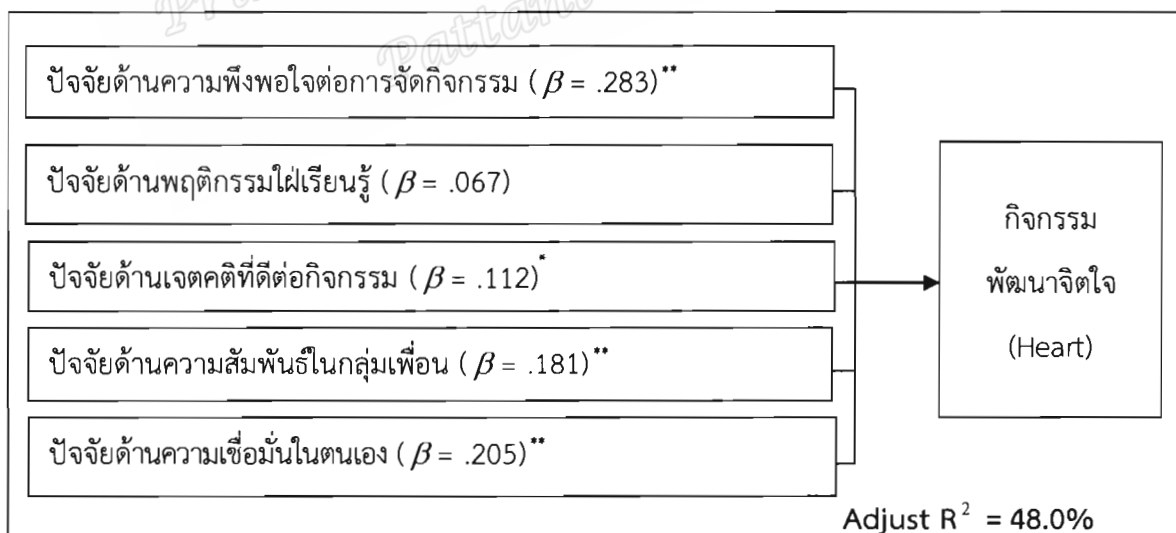 Pattani
ปัจจัยด้านความพึงพอใจต่อการจัดกิจกรรม ( β = .283)**
ปัจจัยด้านพฤติกรรมใฝ่เรียนรู้ ( β = .067)
ปัจจัยด้านเจตคติที่ดีต่อกิจกรรม ( β = .112)*
ปัจจัยด้านความสัมพันธ์ในกลุ่มเพื่อน ( β = .181)**
ปัจจัยด้านความเชื่อมั่นในตนเอง ( β = .205)**
กิจกรรม
พัฒนาจิตใจ
(Heart)
Adjust R² = 48.0%